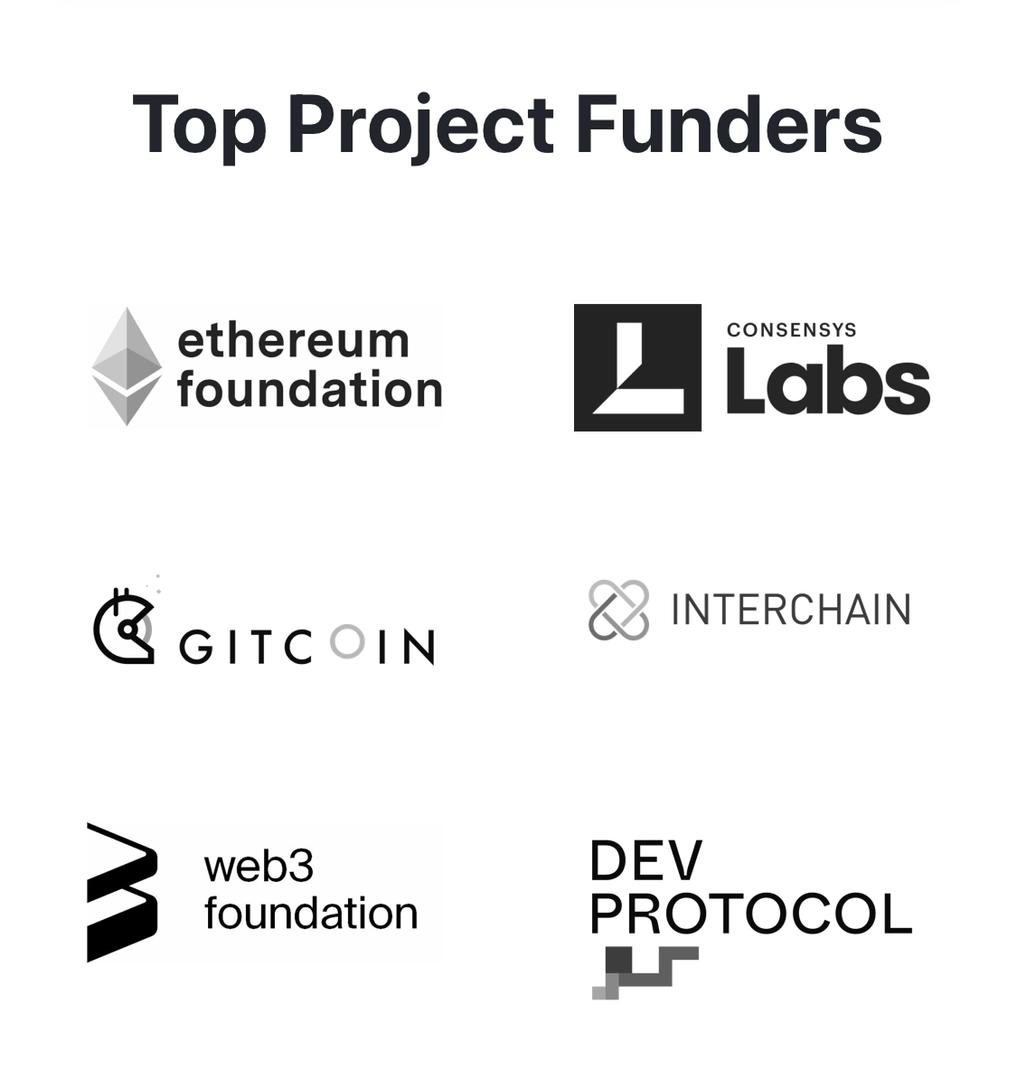 Top Project Funders
ethereum
foundation
CONSENSYS
Labs
GITCOIN
INTERCHAIN
web3
foundation
DEV
PROTOCOL